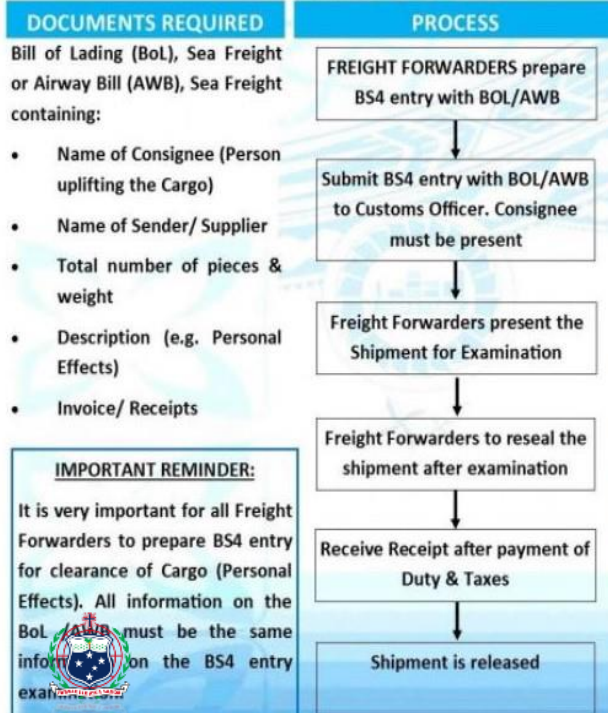 DOCUMENTS REQUIRED
Bill of Lading (BoL), Sea Freight
or Airway Bill (AWB), Sea Freight
containing:
• Name of Consignee (Person
uplifting the Cargo)
• Name of Sender/ Supplier
• Total number of pieces &
weight
• Description (e.g. Personal
Effects)
• Invoice/ Receipts
IMPORTANT REMINDER:
It is very important for all Freight
Forwarders to prepare BS4 entry
for clearance of Cargo (Personal
Effects). All information on the
BoL /AWB must be the same
on the BS4 entry
PROCESS
FREIGHT FORWARDERS prepare
BS4 entry with BOL/AWB
Submit BS4 entry with BOL/AWB
to Customs Officer. Consignee
must be present
Freight Forwarders present the
Shipment for Examination
Freight Forwarders to reseal the
shipment after examination
Receive Receipt after payment of
Duty & Taxes
Shipment is released